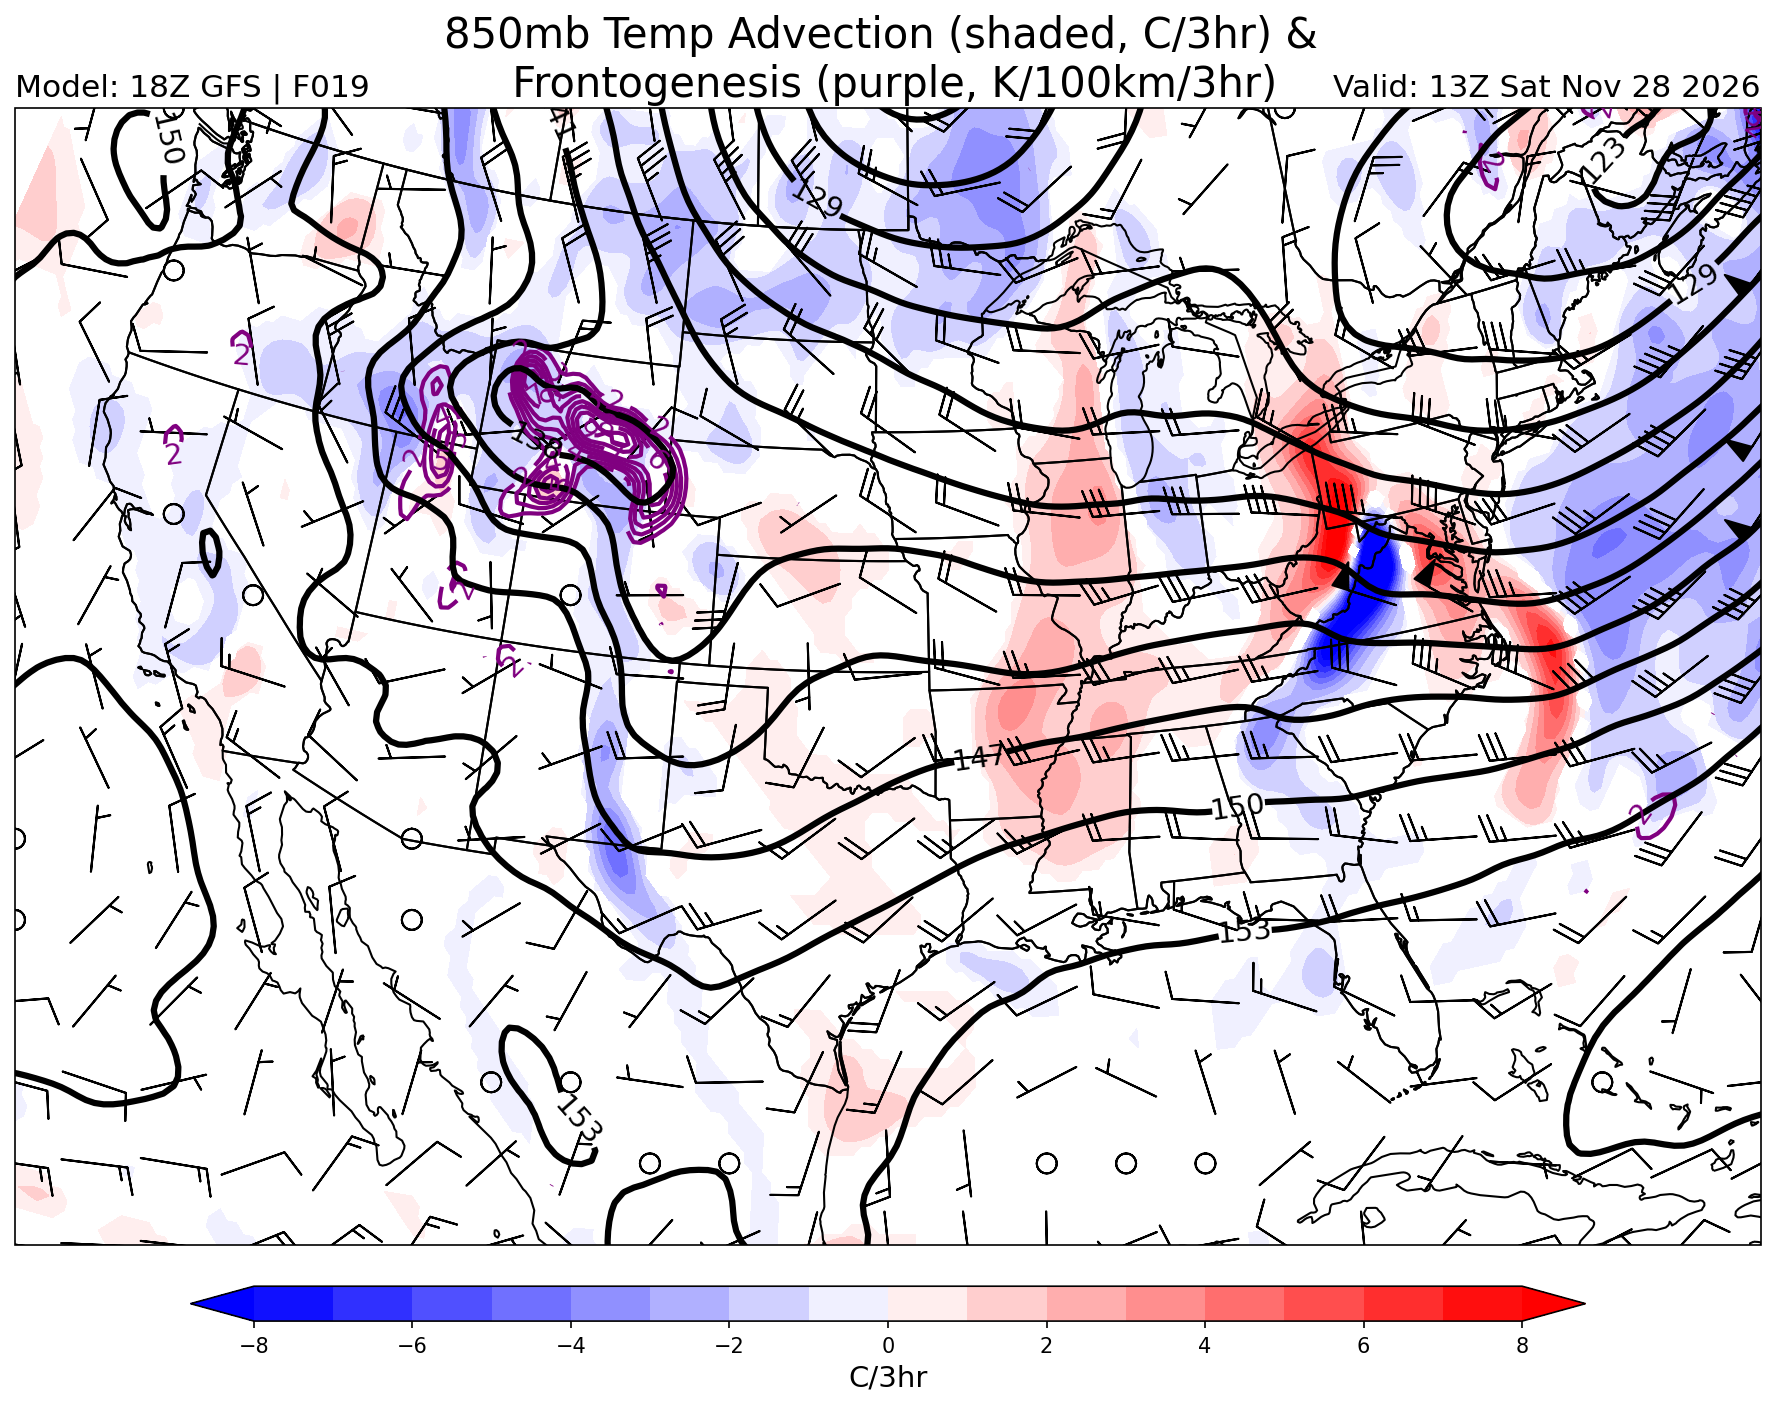 850mb Temp Advection (shaded, C/3hr) &
Frontogenesis (purple, K/100km/3hr)
Model: 18Z GFS | F019
Valid: 13Z Sat Nov 28 2026
150
129
123
129
2
2
147
150
153
153
2
−8 −6 −4 −2 0 2 4 6 8
C/3hr